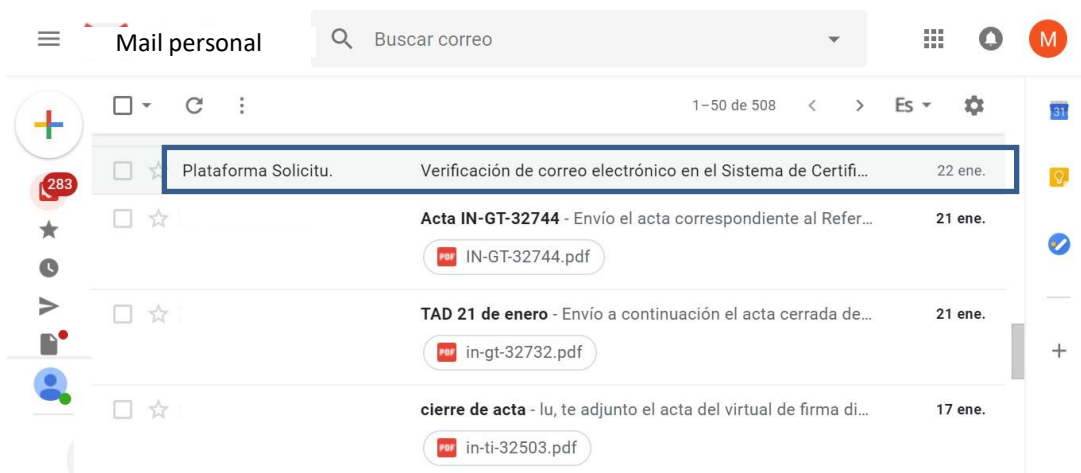 Mail personal
Buscar correo
M
1–50 de 508
Es
31
283
Plataforma Solicitu. Verificación de correo electrónico en el Sistema de Certifi... 22 ene.
Acta IN-GT-32744 - Envío el acta correspondiente al Refer... 21 ene.
PDF IN-GT-32744.pdf
TAD 21 de enero - Envío a continuación el acta cerrada de... 21 ene.
PDF in-gt-32732.pdf
cierre de acta - lu, te adjunto el acta del virtual de firma di... 17 ene.
PDF in-ti-32503.pdf